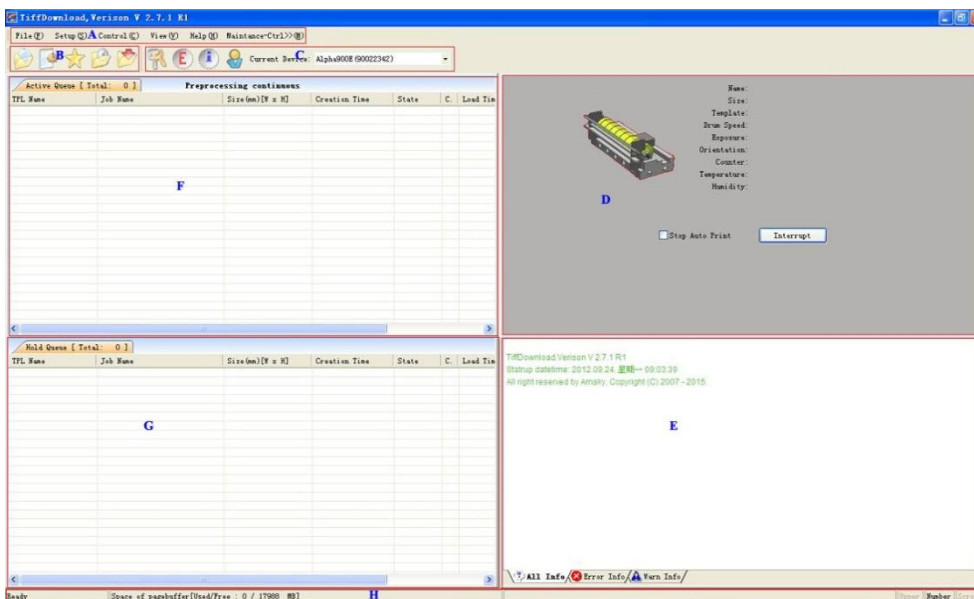 TiffDownload,Verison V 2.7.1 R1
File(F) Setup(S) A Control(C) View(V) Help(H) Maintance-Ctrl>>(M)
B E i Current Device: C Alpha900E(90022342)
Active Queue [ Total: 0 ] Preprocessing continuous
TPL Name Job Name Size(mm)[W x H] Creation Time State C. Load Tim
F
Name:
Size:
Template:
Drum Speed:
Exposure:
Orientation:
Counter:
Temperature:
Humidity:
D
Stop Auto Print Interrupt
Hold Queue [ Total: 0 ]
TPL Name Job Name Size(mm)[W x H] Creation Time State C. Load Tim
G
TiffDownload,Verison V 2.7.1 R1
Statrup datetime: 2012.09.24. 星期一 09:03:39
All right reserved by Amsky, Copyright (C) 2007 - 2015.
E
All Info Error Info Warn Info
Ready Space of pagebuffer[Used/Free : 0 / 17988 MB] H Number